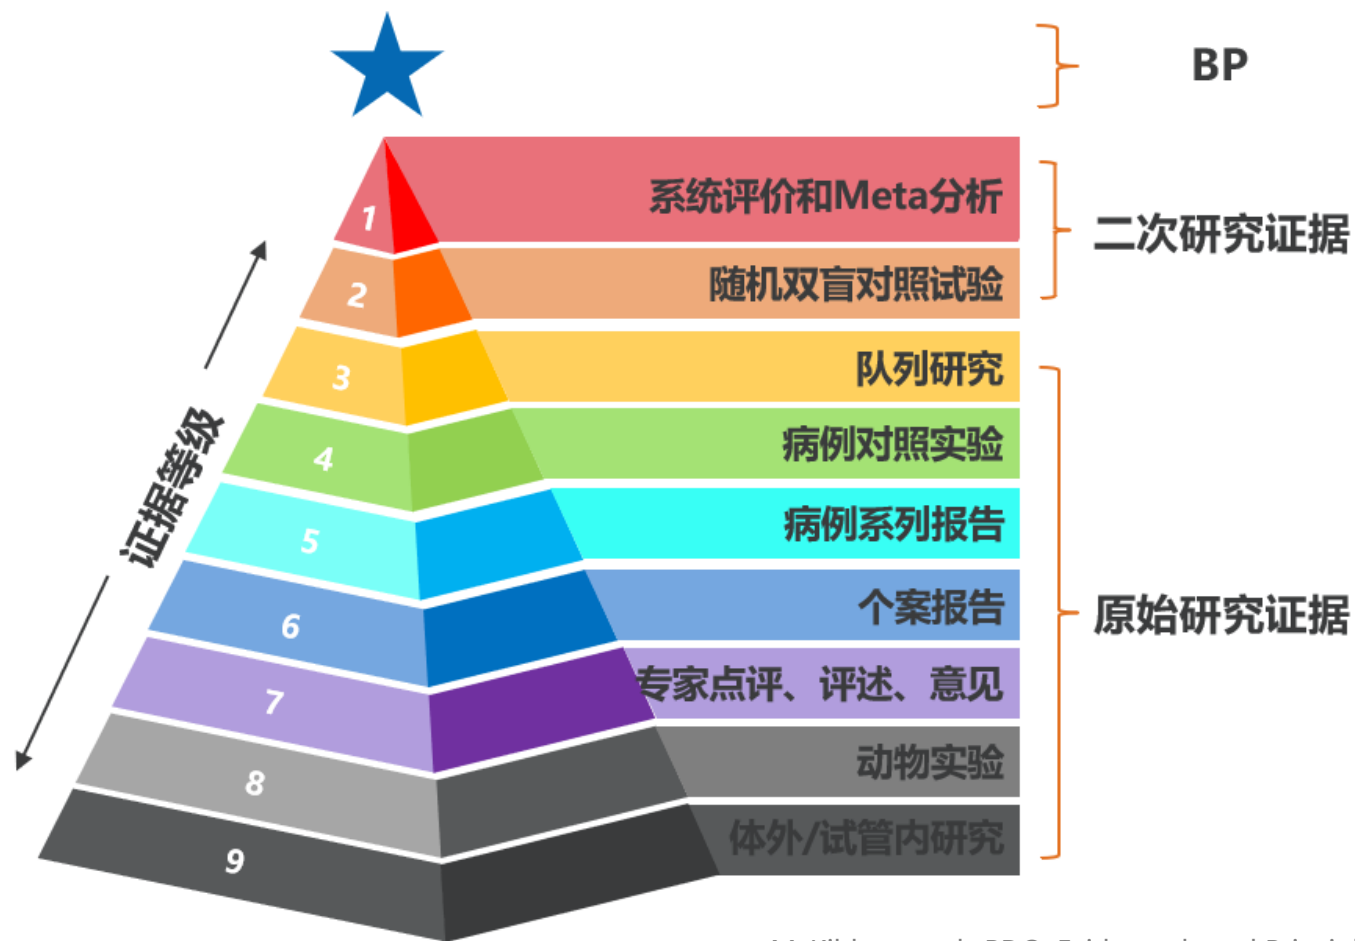 BP
1
系统评价和Meta分析
二次研究证据
2
随机双盲对照试验
3
队列研究
4
病例对照实验
证据等级
5
病例系列报告
6
个案报告
原始研究证据
7
专家点评、评述、意见
8
动物实验
9
体外/试管内研究